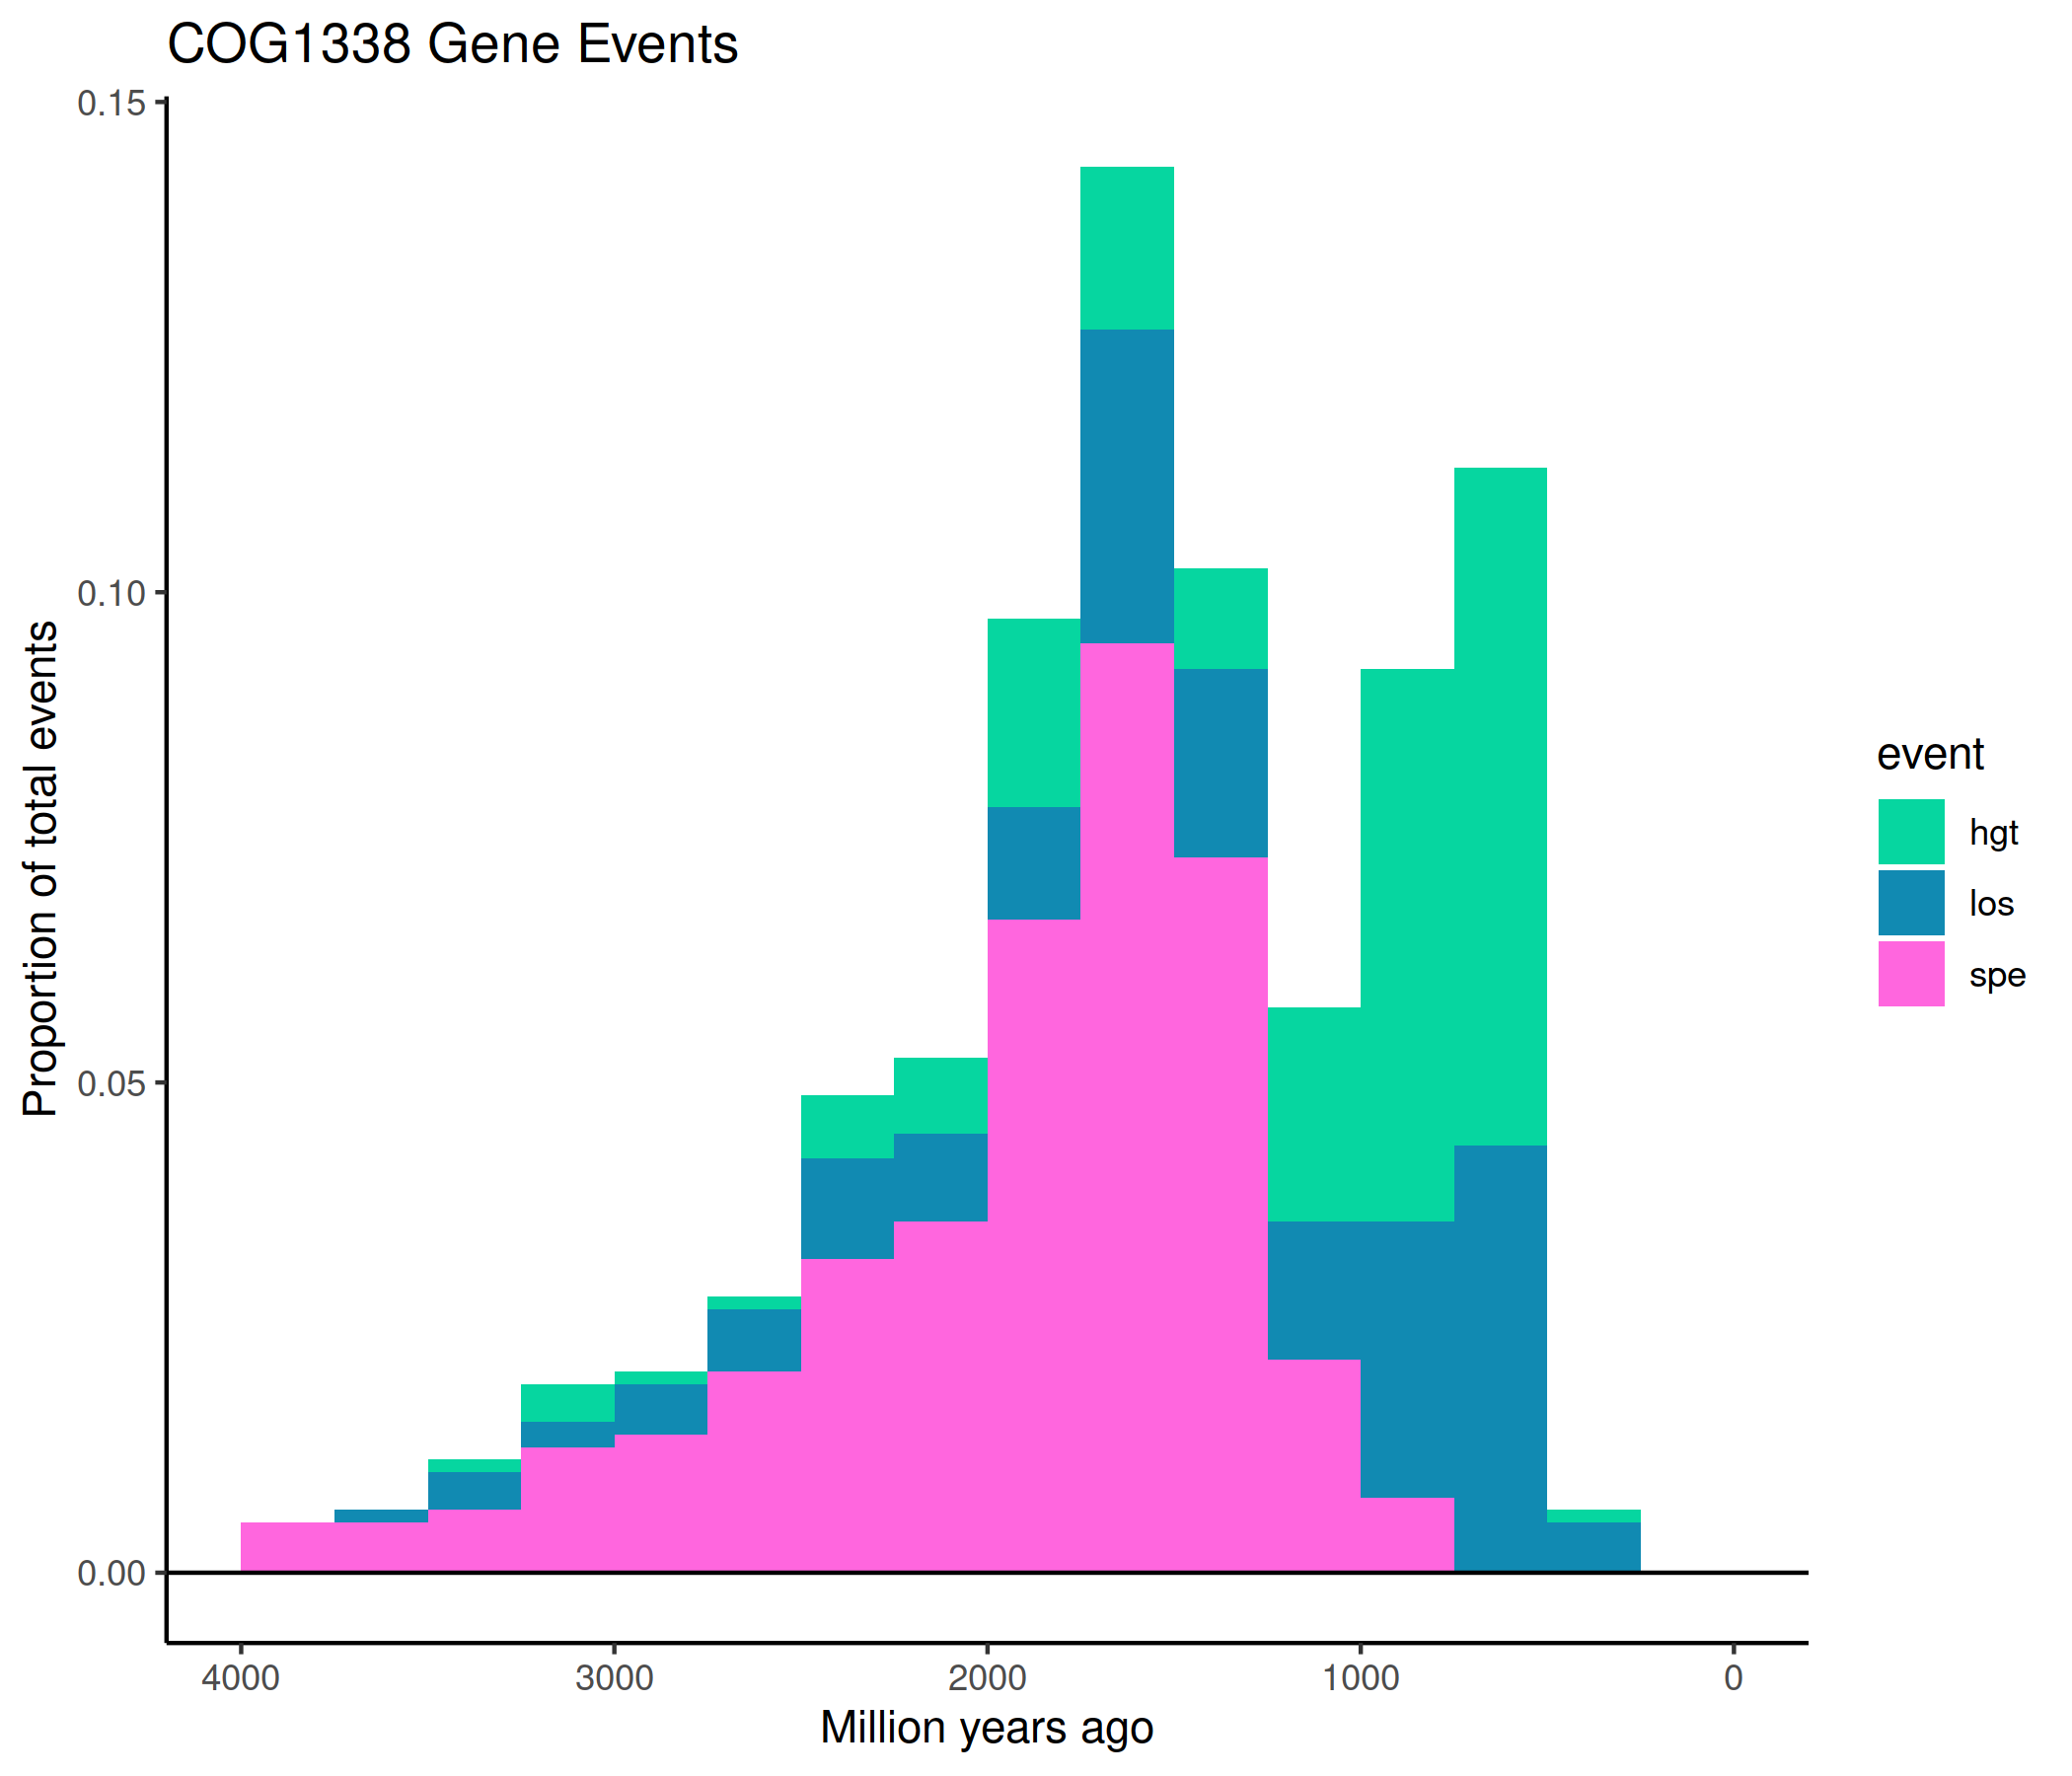 COG1338 Gene Events
0.15
0.10
0.05
0.00
Proportion of total events
4000 3000 2000 1000 0
Million years ago
event
hgt
los
spe